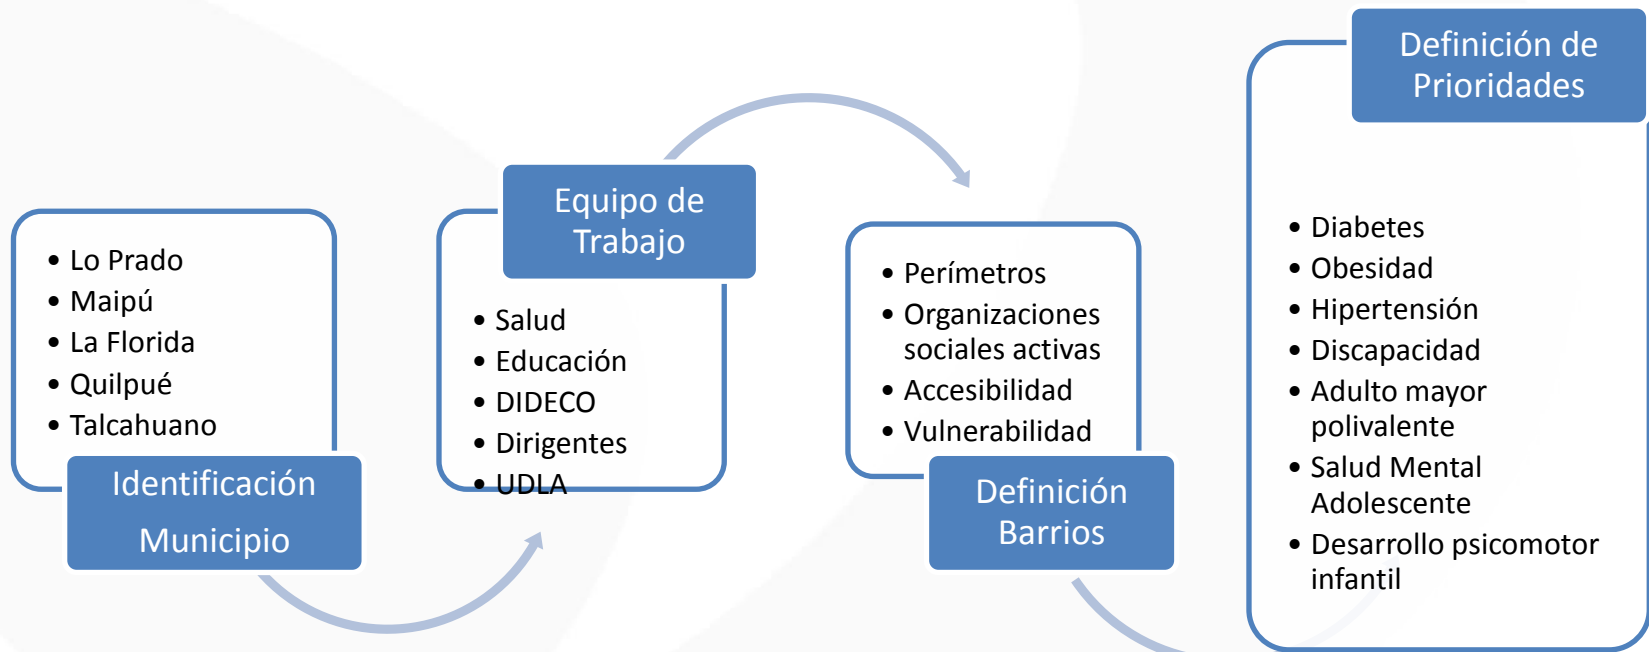 • Lo Prado
• Maipú
• La Florida
• Quilpué
• Talcahuano
Identificación
Municipio
Equipo de
Trabajo
• Salud
• Educación
• DIDECO
• Dirigentes
• UDLA
• Perímetros
• Organizaciones
sociales activas
• Accesibilidad
• Vulnerabilidad
Definición
Barrios
Definición de
Prioridades
• Diabetes
• Obesidad
• Hipertensión
• Discapacidad
• Adulto mayor
polivalente
• Salud Mental
Adolescente
• Desarrollo psicomotor
infantil